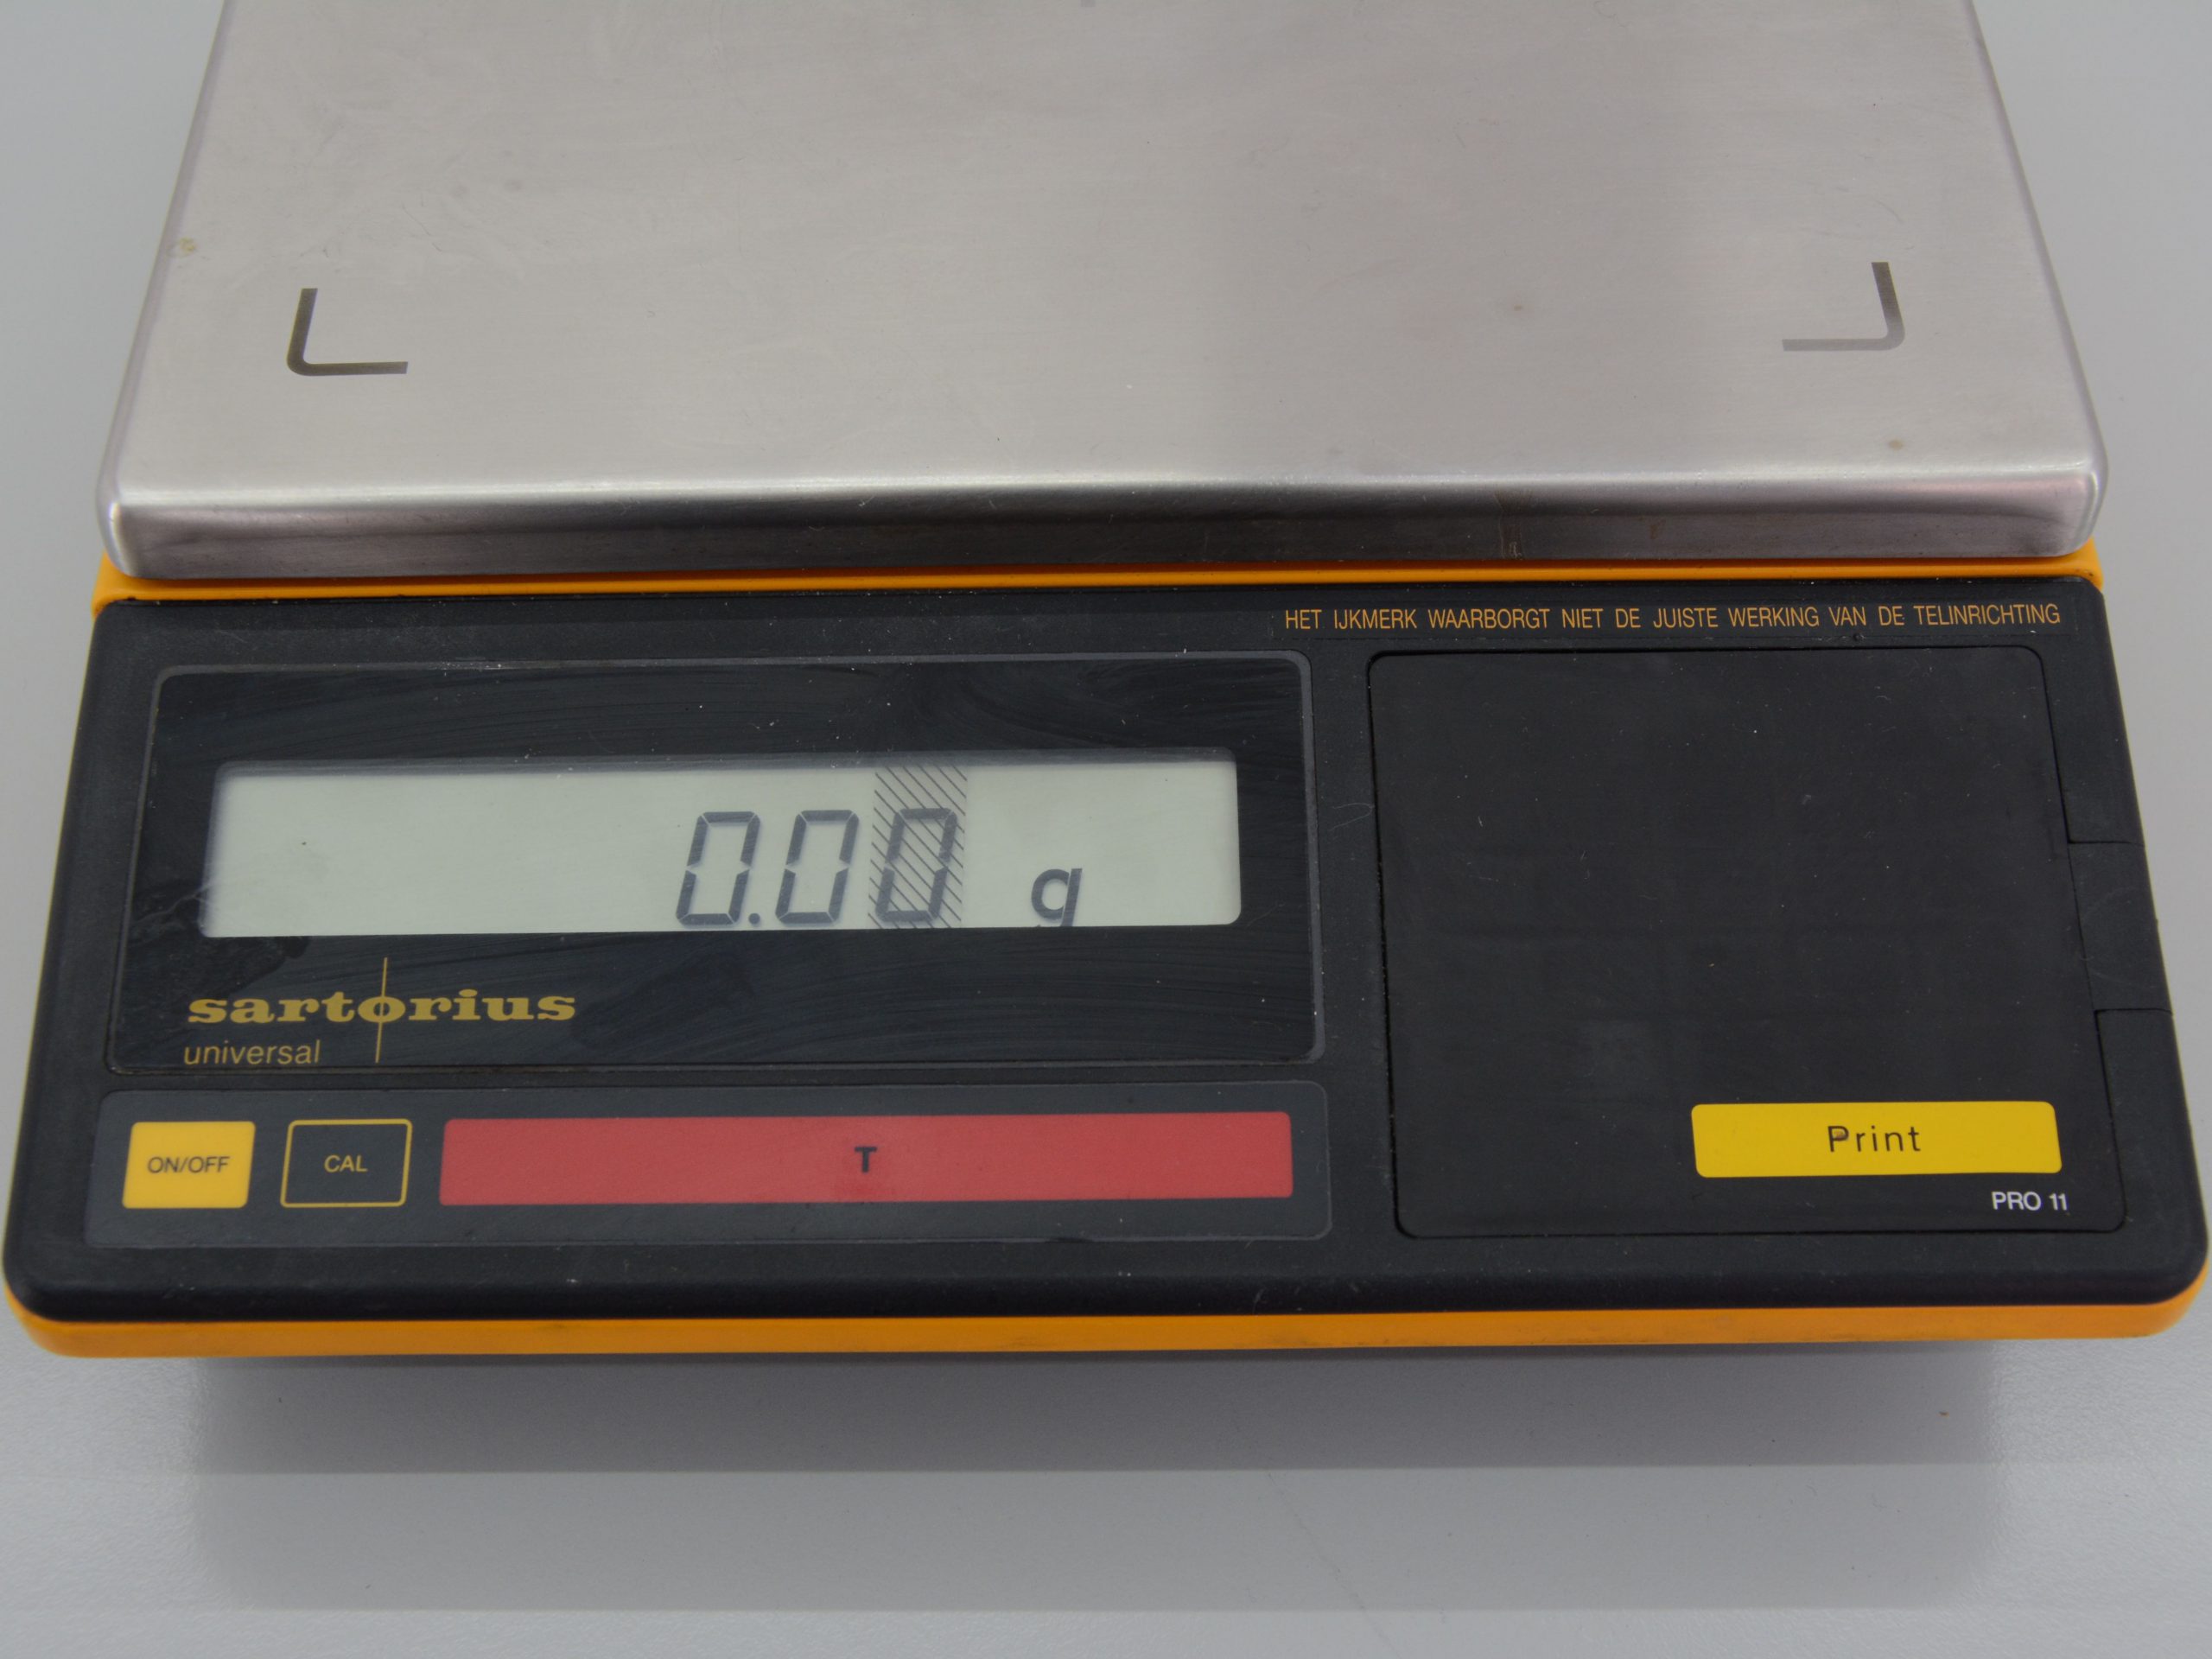 HET IJKMERK WAARBORGT NIET DE JUISTE WERKING VAN DE TELINRICHTING
0.00 g
sartorius
universal
ON/OFF
CAL
T
Print
PRO 11